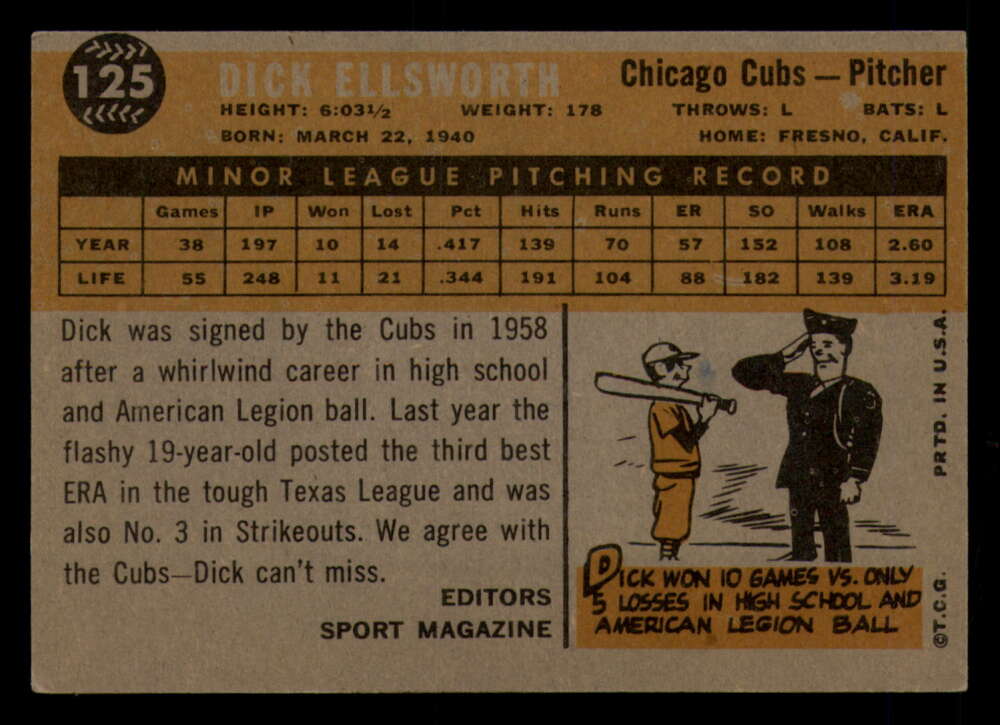 125
DICK ELLSWORTH
Chicago Cubs — Pitcher
HEIGHT: 6:03½ WEIGHT: 178 THROWS: L BATS: L
BORN: MARCH 22, 1940 HOME: FRESNO, CALIF.
MINOR LEAGUE PITCHING RECORD
Games IP Won Lost Pct Hits Runs ER SO Walks ERA
YEAR 38 197 10 14 .417 139 70 57 152 108 2.60
LIFE 55 248 11 21 .344 191 104 88 182 139 3.19
Dick was signed by the Cubs in 1958
after a whirlwind career in high school
and American Legion ball. Last year the
flashy 19-year-old posted the third best
ERA in the tough Texas League and was
also No. 3 in Strikeouts. We agree with
the Cubs—Dick can't miss.
EDITORS
SPORT MAGAZINE
DICK WON 10 GAMES VS. ONLY
5 LOSSES IN HIGH SCHOOL AND
AMERICAN LEGION BALL
©T.C.G. PRTD. IN U.S.A.